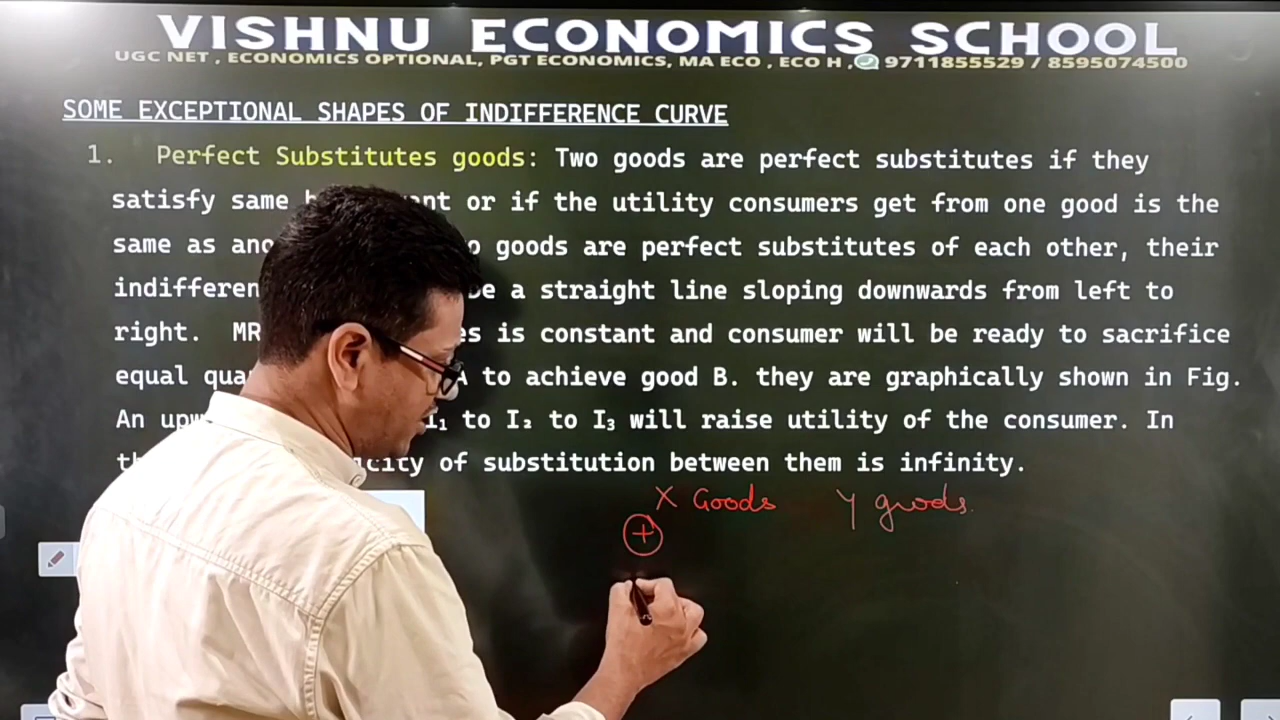 VISHNU ECONOMICS SCHOOL
UGC NET , ECONOMICS OPTIONAL, PGT ECONOMICS, MA ECO , ECO H , 9711855529 / 8595074500
SOME EXCEPTIONAL SHAPES OF INDIFFERENCE CURVE
1. Perfect Substitutes goods: Two goods are perfect substitutes if they
satisfy same or if the utility consumers get from one good is the
same as goods are perfect substitutes of each other, their
be a straight line sloping downwards from left to
right. is constant and consumer will be ready to sacrifice
equal A to achieve good B. they are graphically shown in Fig.
An I₁ to I₂ to I₃ will raise utility of the consumer. In
of substitution between them is infinity.
X Goods Y goods.
+